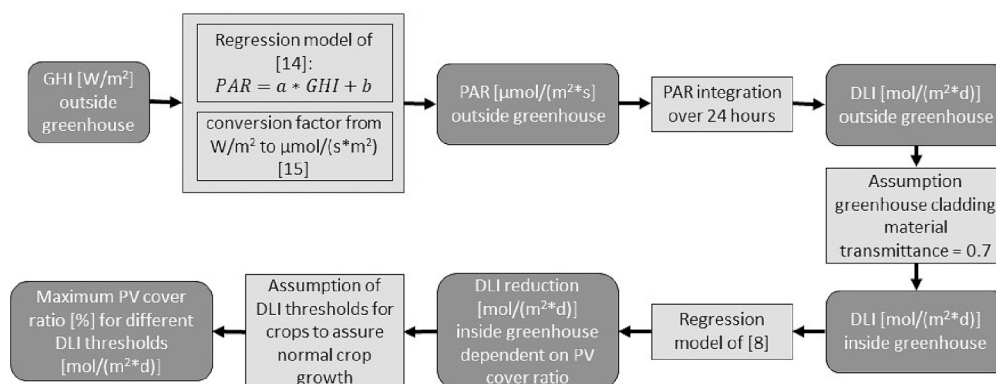 GHI [W/m²]
outside
greenhouse
Regression model of
[14]:
PAR = a * GHI + b
conversion factor from
W/m² to µmol/(s*m²)
[15]
PAR [µmol/(m²*s]
outside greenhouse
PAR integration
over 24 hours
DLI [mol/(m²*d)]
outside greenhouse
Assumption
greenhouse cladding
material
transmittance = 0.7
DLI [mol/(m²*d)]
inside greenhouse
Regression
model of [8]
DLI reduction
[mol/(m²*d)]
inside greenhouse
dependent on PV
cover ratio
Assumption of
DLI thresholds for
crops to assure
normal crop
growth
Maximum PV cover
ratio [%] for different
DLI thresholds
[mol/(m²*d)]